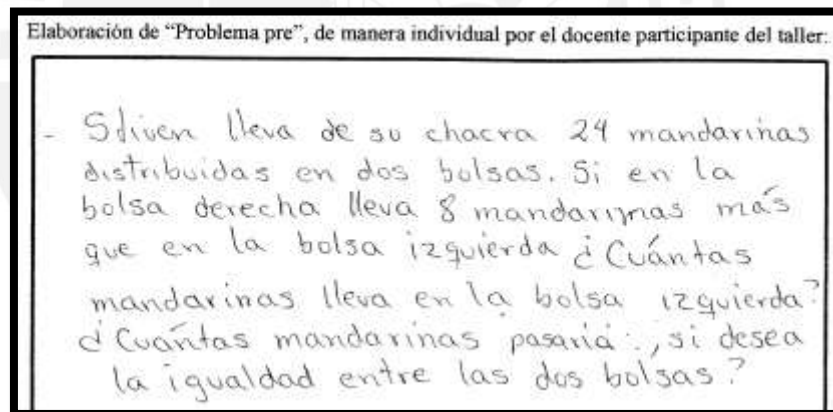 Elaboración de “Problema pre”, de manera individual por el docente participante del taller:
- Stiven lleva de su chacra 24 mandarinas
distribuidas en dos bolsas. Si en la
bolsa derecha lleva 8 mandarinas más
que en la bolsa izquierda ¿Cuántas
mandarinas lleva en la bolsa izquierda?
¿Cuántas mandarinas pasaría, si desea
la igualdad entre las dos bolsas?